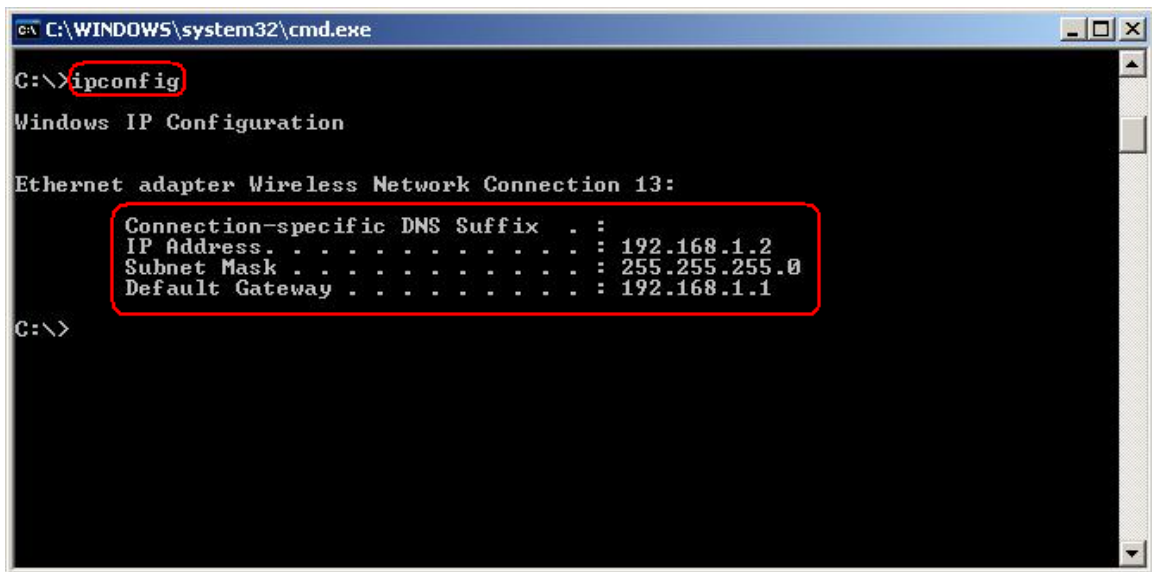 C:\WINDOWS\system32\cmd.exe
C:\>ipconfig
Windows IP Configuration
Ethernet adapter Wireless Network Connection 13:
Connection-specific DNS Suffix . :
IP Address. . . . . . . . . . . . : 192.168.1.2
Subnet Mask . . . . . . . . . . . : 255.255.255.0
Default Gateway . . . . . . . . . : 192.168.1.1
C:\>